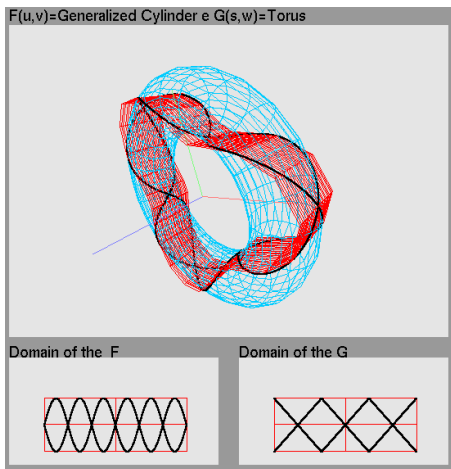 F(u,v)=Generalized Cylinder e G(s,w)=Torus
Domain of the F
Domain of the G